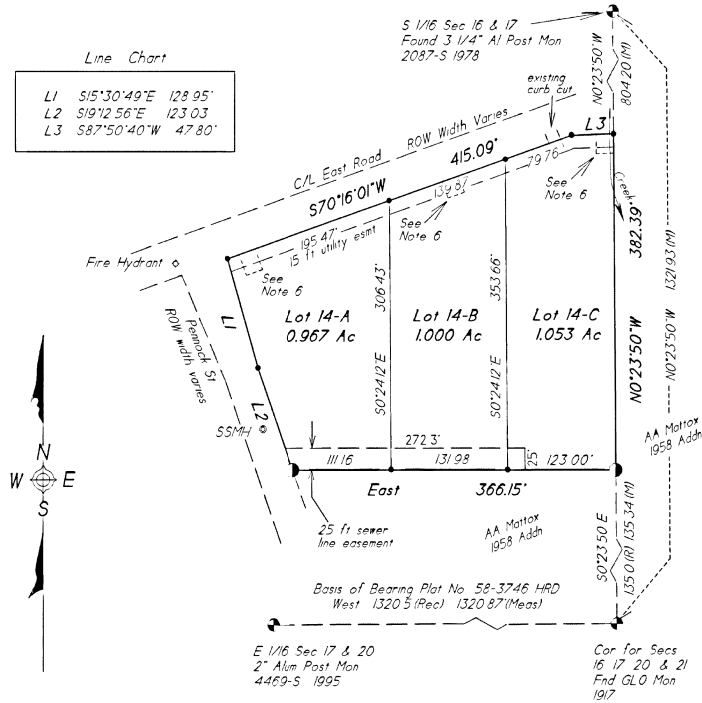 S 1/16 Sec 16 & 17
Found 3 1/4" Al Post Mon
2087-S 1978
Line Chart
L1 S15°30'49"E 128 95'
L2 S19°12 56"E 123 03
L3 S87°50'40"W 47 80'
N0°23'50"W
804.20 (M)
existing
curb cut
C/L East Road ROW Width Varies
L3
415.09'
79.76
S70°16'01"W
139.87
195.47'
15 ft utility esmt
See
Note 6
See
Note 6
See
Note 6
Creek
382.39'
1321 93 (M)
Fire Hydrant
306.43'
353.66'
Lot 14-A
0.967 Ac
Lot 14-B
1.000 Ac
Lot 14-C
1.053 Ac
L1
Pennock St
ROW width varies
N0°23'50"W
N0°23'50"W
S0°24'12"E
S0°24'12"E
L2
SSMH
AA Mattox
1958 Addn
272.3'
111 16
131 98
25'
123.00'
N
W E
S
East 366.15'
25 ft sewer
line easement
AA Mattox
1958 Addn
S0°23 50 E
135 0 (R) 135 34 (M)
Basis of Bearing Plat No 58-3746 HRD
West 1320 5 (Rec) 1320 87'(Meas)
E 1/16 Sec 17 & 20
2" Alum Post Mon
4469-S 1995
Cor for Secs
16 17 20 & 21
Fnd GLO Mon
1917